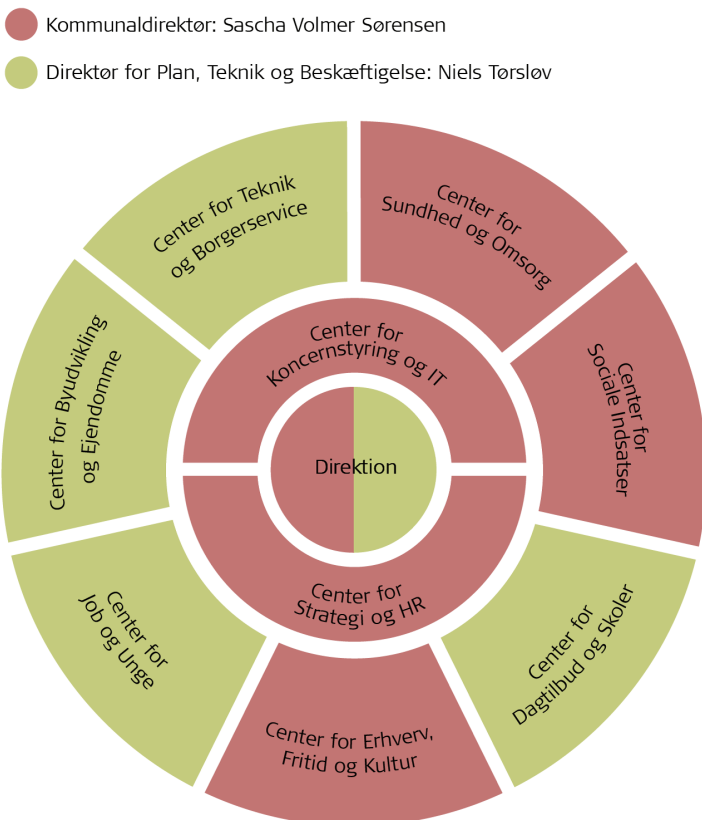 Kommunaldirektør: Sascha Volmer Sørensen
Direktør for Plan, Teknik og Beskæftigelse: Niels Tørsløv
Center for Teknik
og Borgerservice
Center for
Sundhed og Omsorg
Center for Byudvikling
og Ejendomme
Center for
Koncernstyring og IT
Center for
Sociale Indsatser
Direktion
Center for
Strategi og HR
Center for
Job og Unge
Center for
Dagtilbud og Skoler
Center for Erhverv,
Fritid og Kultur